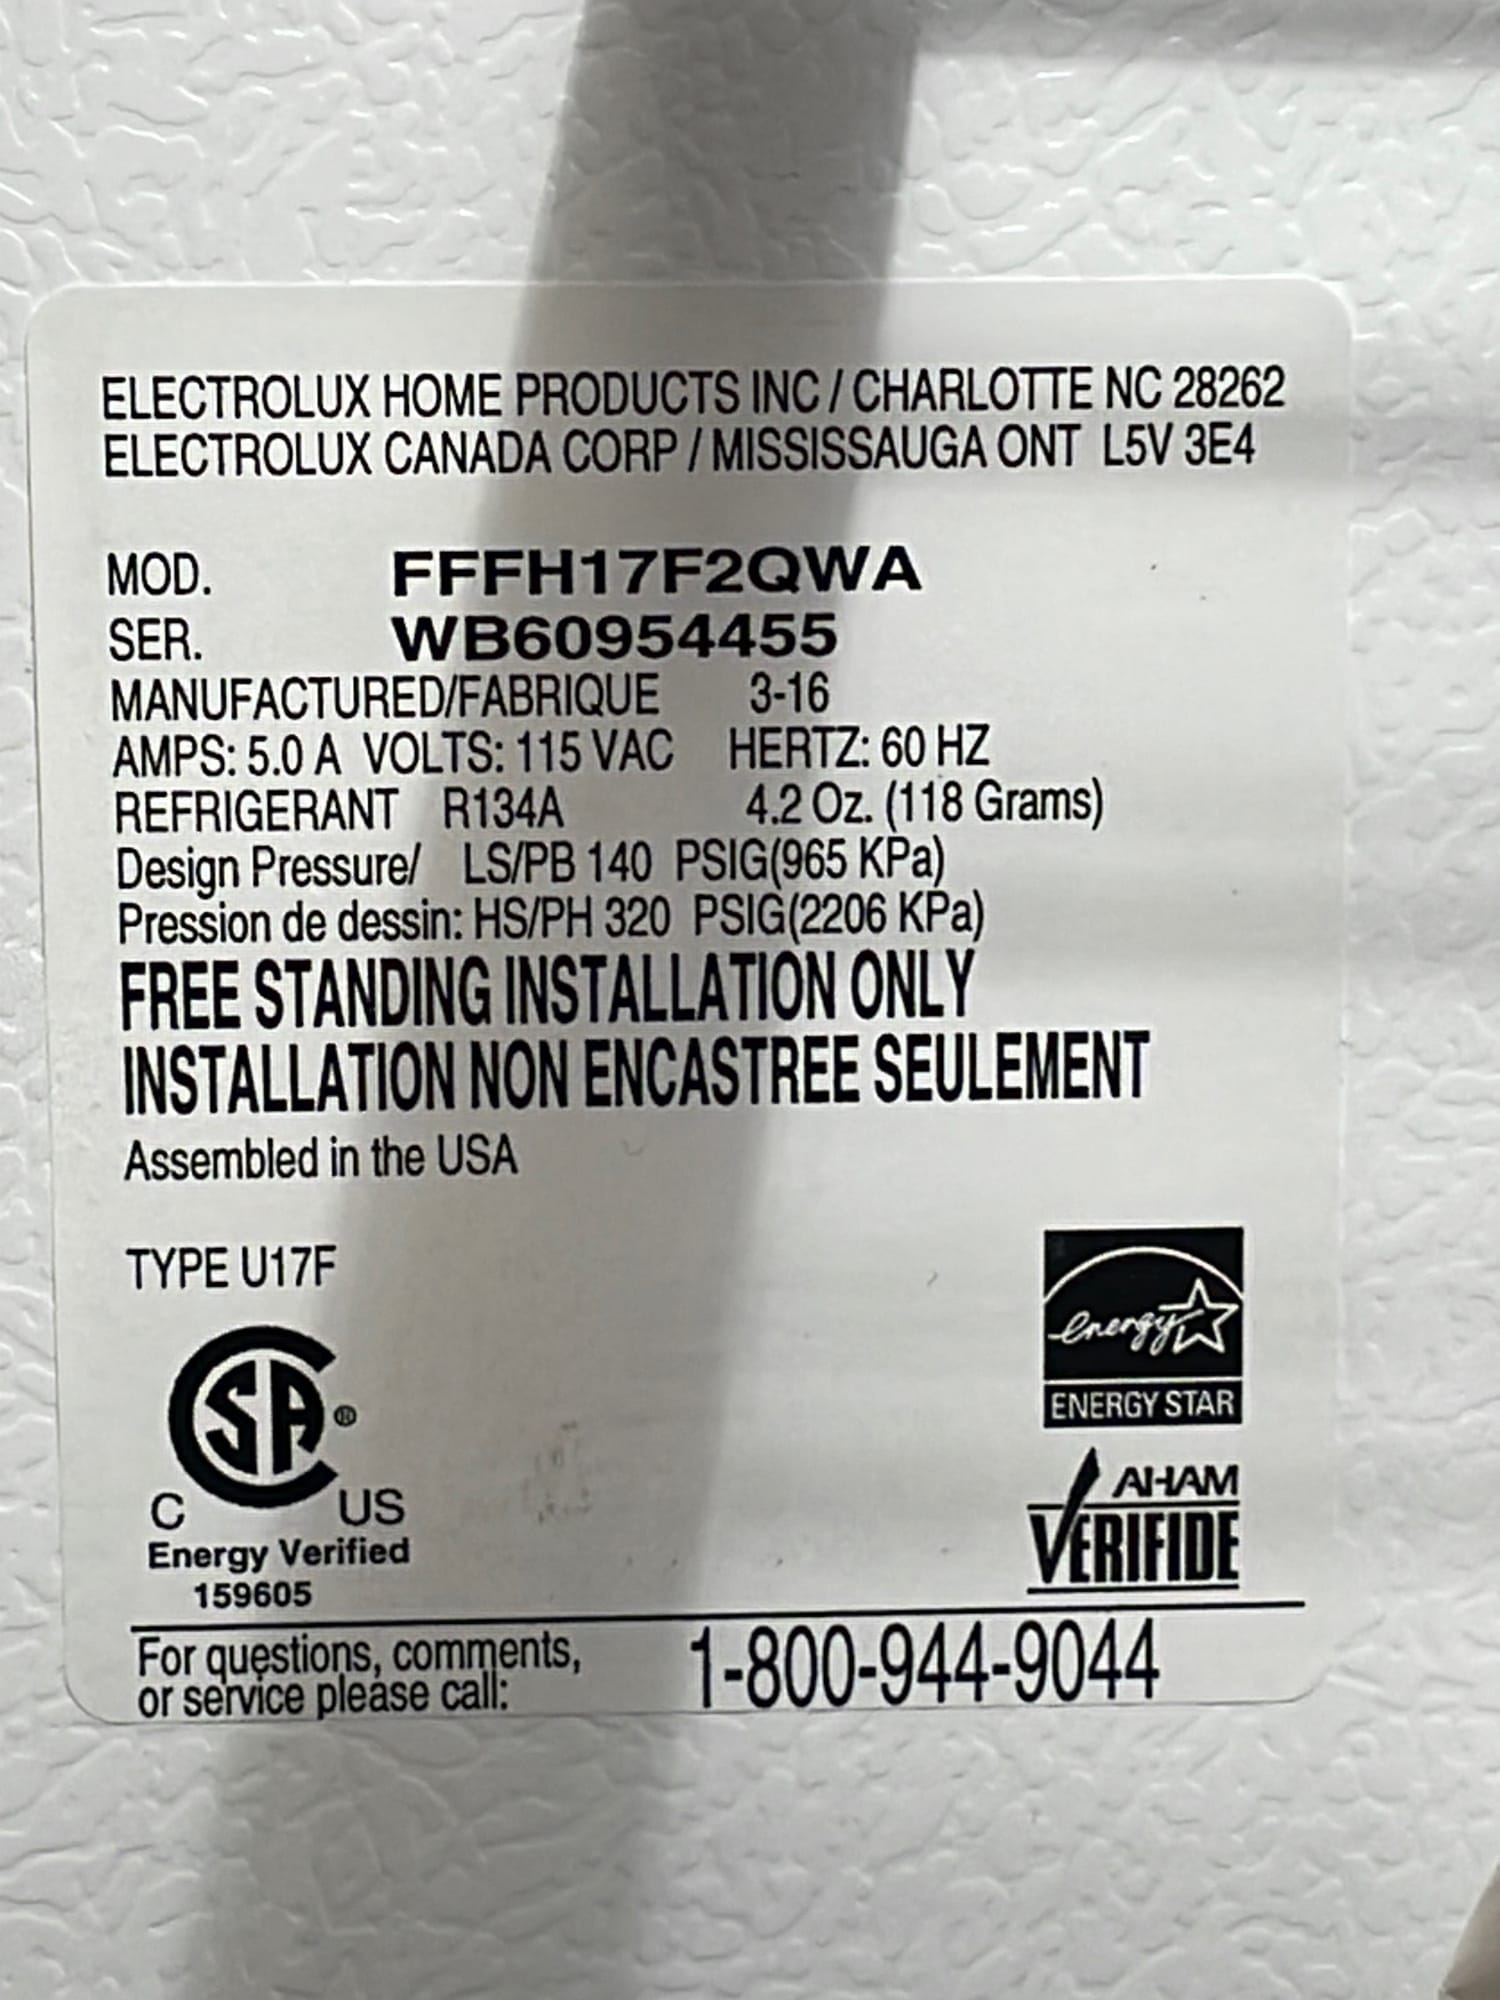 ELECTROLUX HOME PRODUCTS INC / CHARLOTTE NC 28262
ELECTROLUX CANADA CORP / MISSISSAUGA ONT L5V 3E4
MOD. FFFH17F2QWA
SER. WB60954455
MANUFACTURED/FABRIQUE 3-16
AMPS: 5.0 A VOLTS: 115 VAC HERTZ: 60 HZ
REFRIGERANT R134A 4.2 Oz. (118 Grams)
Design Pressure/ LS/PB 140 PSIG(965 KPa)
Pression de dessin: HS/PH 320 PSIG(2206 KPa)
FREE STANDING INSTALLATION ONLY
INSTALLATION NON ENCASTREE SEULEMENT
Assembled in the USA
TYPE U17F
energy
ENERGY STAR
SA®
C US
Energy Verified
159605
AHAM
VERIFIDE
For questions, comments,
or service please call:
1-800-944-9044